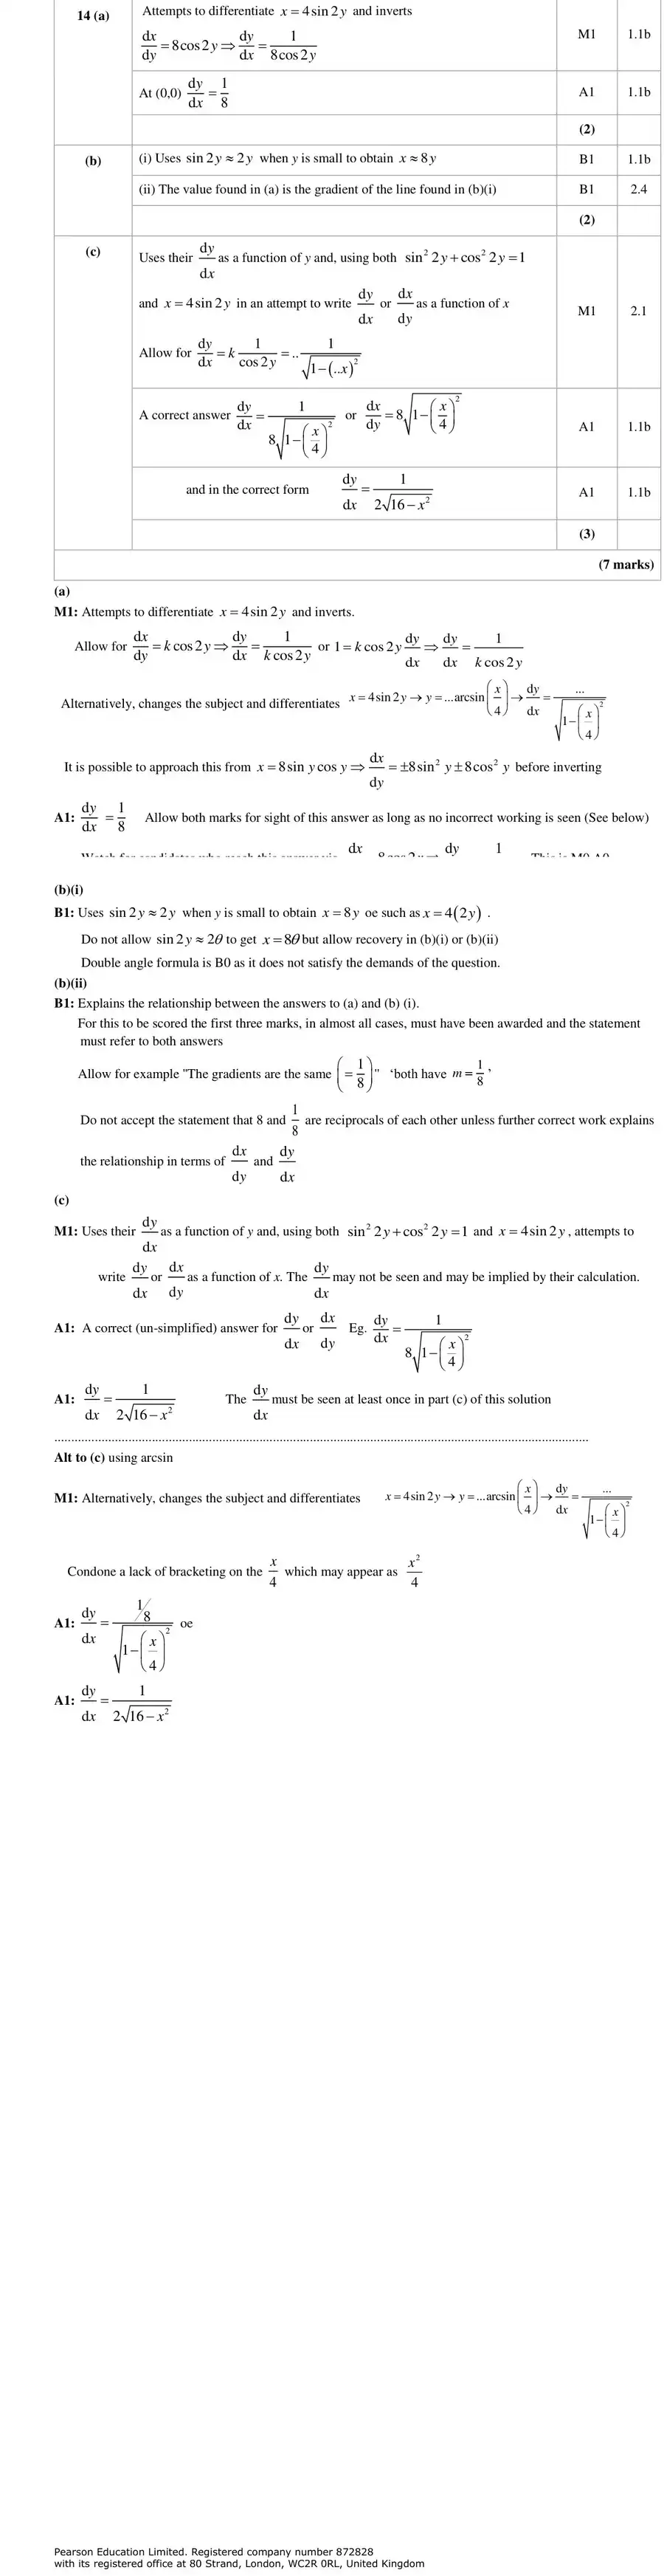 14 (a) Attempts to differentiate x = 4 sin 2y and inverts
dx/dy = 8cos 2y ⇒ dy/dx = 1/(8cos 2y) M1 1.1b
At (0,0) dy/dx = 1/8 A1 1.1b
(2)
(b) (i) Uses sin 2y ≈ 2y when y is small to obtain x ≈ 8y B1 1.1b
(ii) The value found in (a) is the gradient of the line found in (b)(i) B1 2.4
(2)
(c) Uses their dy/dx as a function of y and, using both sin² 2y + cos² 2y = 1
and x = 4 sin 2y in an attempt to write dy/dx or dx/dy as a function of x M1 2.1
Allow for dy/dx = k 1/(cos 2y) = .. 1/√(1−(..x)²)
A correct answer dy/dx = 1/(8√(1−(x/4)²)) or dx/dy = 8√(1−(x/4)²) A1 1.1b
and in the correct form dy/dx = 1/(2√(16−x²)) A1 1.1b
(3)
(7 marks)
(a)
M1: Attempts to differentiate x = 4 sin 2y and inverts.
Allow for dx/dy = k cos 2y ⇒ dy/dx = 1/(k cos 2y) or 1 = k cos 2y dy/dx ⇒ dy/dx = 1/(k cos 2y)
Alternatively, changes the subject and differentiates x = 4 sin 2y → y = ...arcsin(x/4) → dy/dx = .../√(1−(x/4)²)
It is possible to approach this from x = 8 sin y cos y ⇒ dx/dy = ±8 sin² y ± 8 cos² y before inverting
A1: dy/dx = 1/8 Allow both marks for sight of this answer as long as no incorrect working is seen (See below)
dx dy 1
(b)(i)
B1: Uses sin 2y ≈ 2y when y is small to obtain x = 8y oe such as x = 4(2y) .
Do not allow sin 2y ≈ 2θ to get x = 8θ but allow recovery in (b)(i) or (b)(ii)
Double angle formula is B0 as it does not satisfy the demands of the question.
(b)(ii)
B1: Explains the relationship between the answers to (a) and (b) (i).
For this to be scored the first three marks, in almost all cases, must have been awarded and the statement
must refer to both answers
Allow for example "The gradients are the same (= 1/8)" ‘both have m = 1/8’
Do not accept the statement that 8 and 1/8 are reciprocals of each other unless further correct work explains
the relationship in terms of dx/dy and dy/dx
(c)
M1: Uses their dy/dx as a function of y and, using both sin² 2y + cos² 2y = 1 and x = 4 sin 2y , attempts to
write dy/dx or dx/dy as a function of x. The dy/dx may not be seen and may be implied by their calculation.
A1: A correct (un-simplified) answer for dy/dx or dx/dy Eg. dy/dx = 1/(8√(1−(x/4)²))
A1: dy/dx = 1/(2√(16−x²)) The dy/dx must be seen at least once in part (c) of this solution
Alt to (c) using arcsin
M1: Alternatively, changes the subject and differentiates x = 4 sin 2y → y = ...arcsin(x/4) → dy/dx = .../√(1−(x/4)²)
Condone a lack of bracketing on the x/4 which may appear as x²/4
A1: dy/dx = (1/8)/√(1−(x/4)²) oe
A1: dy/dx = 1/(2√(16−x²))
Pearson Education Limited. Registered company number 872828
with its registered office at 80 Strand, London, WC2R 0RL, United Kingdom